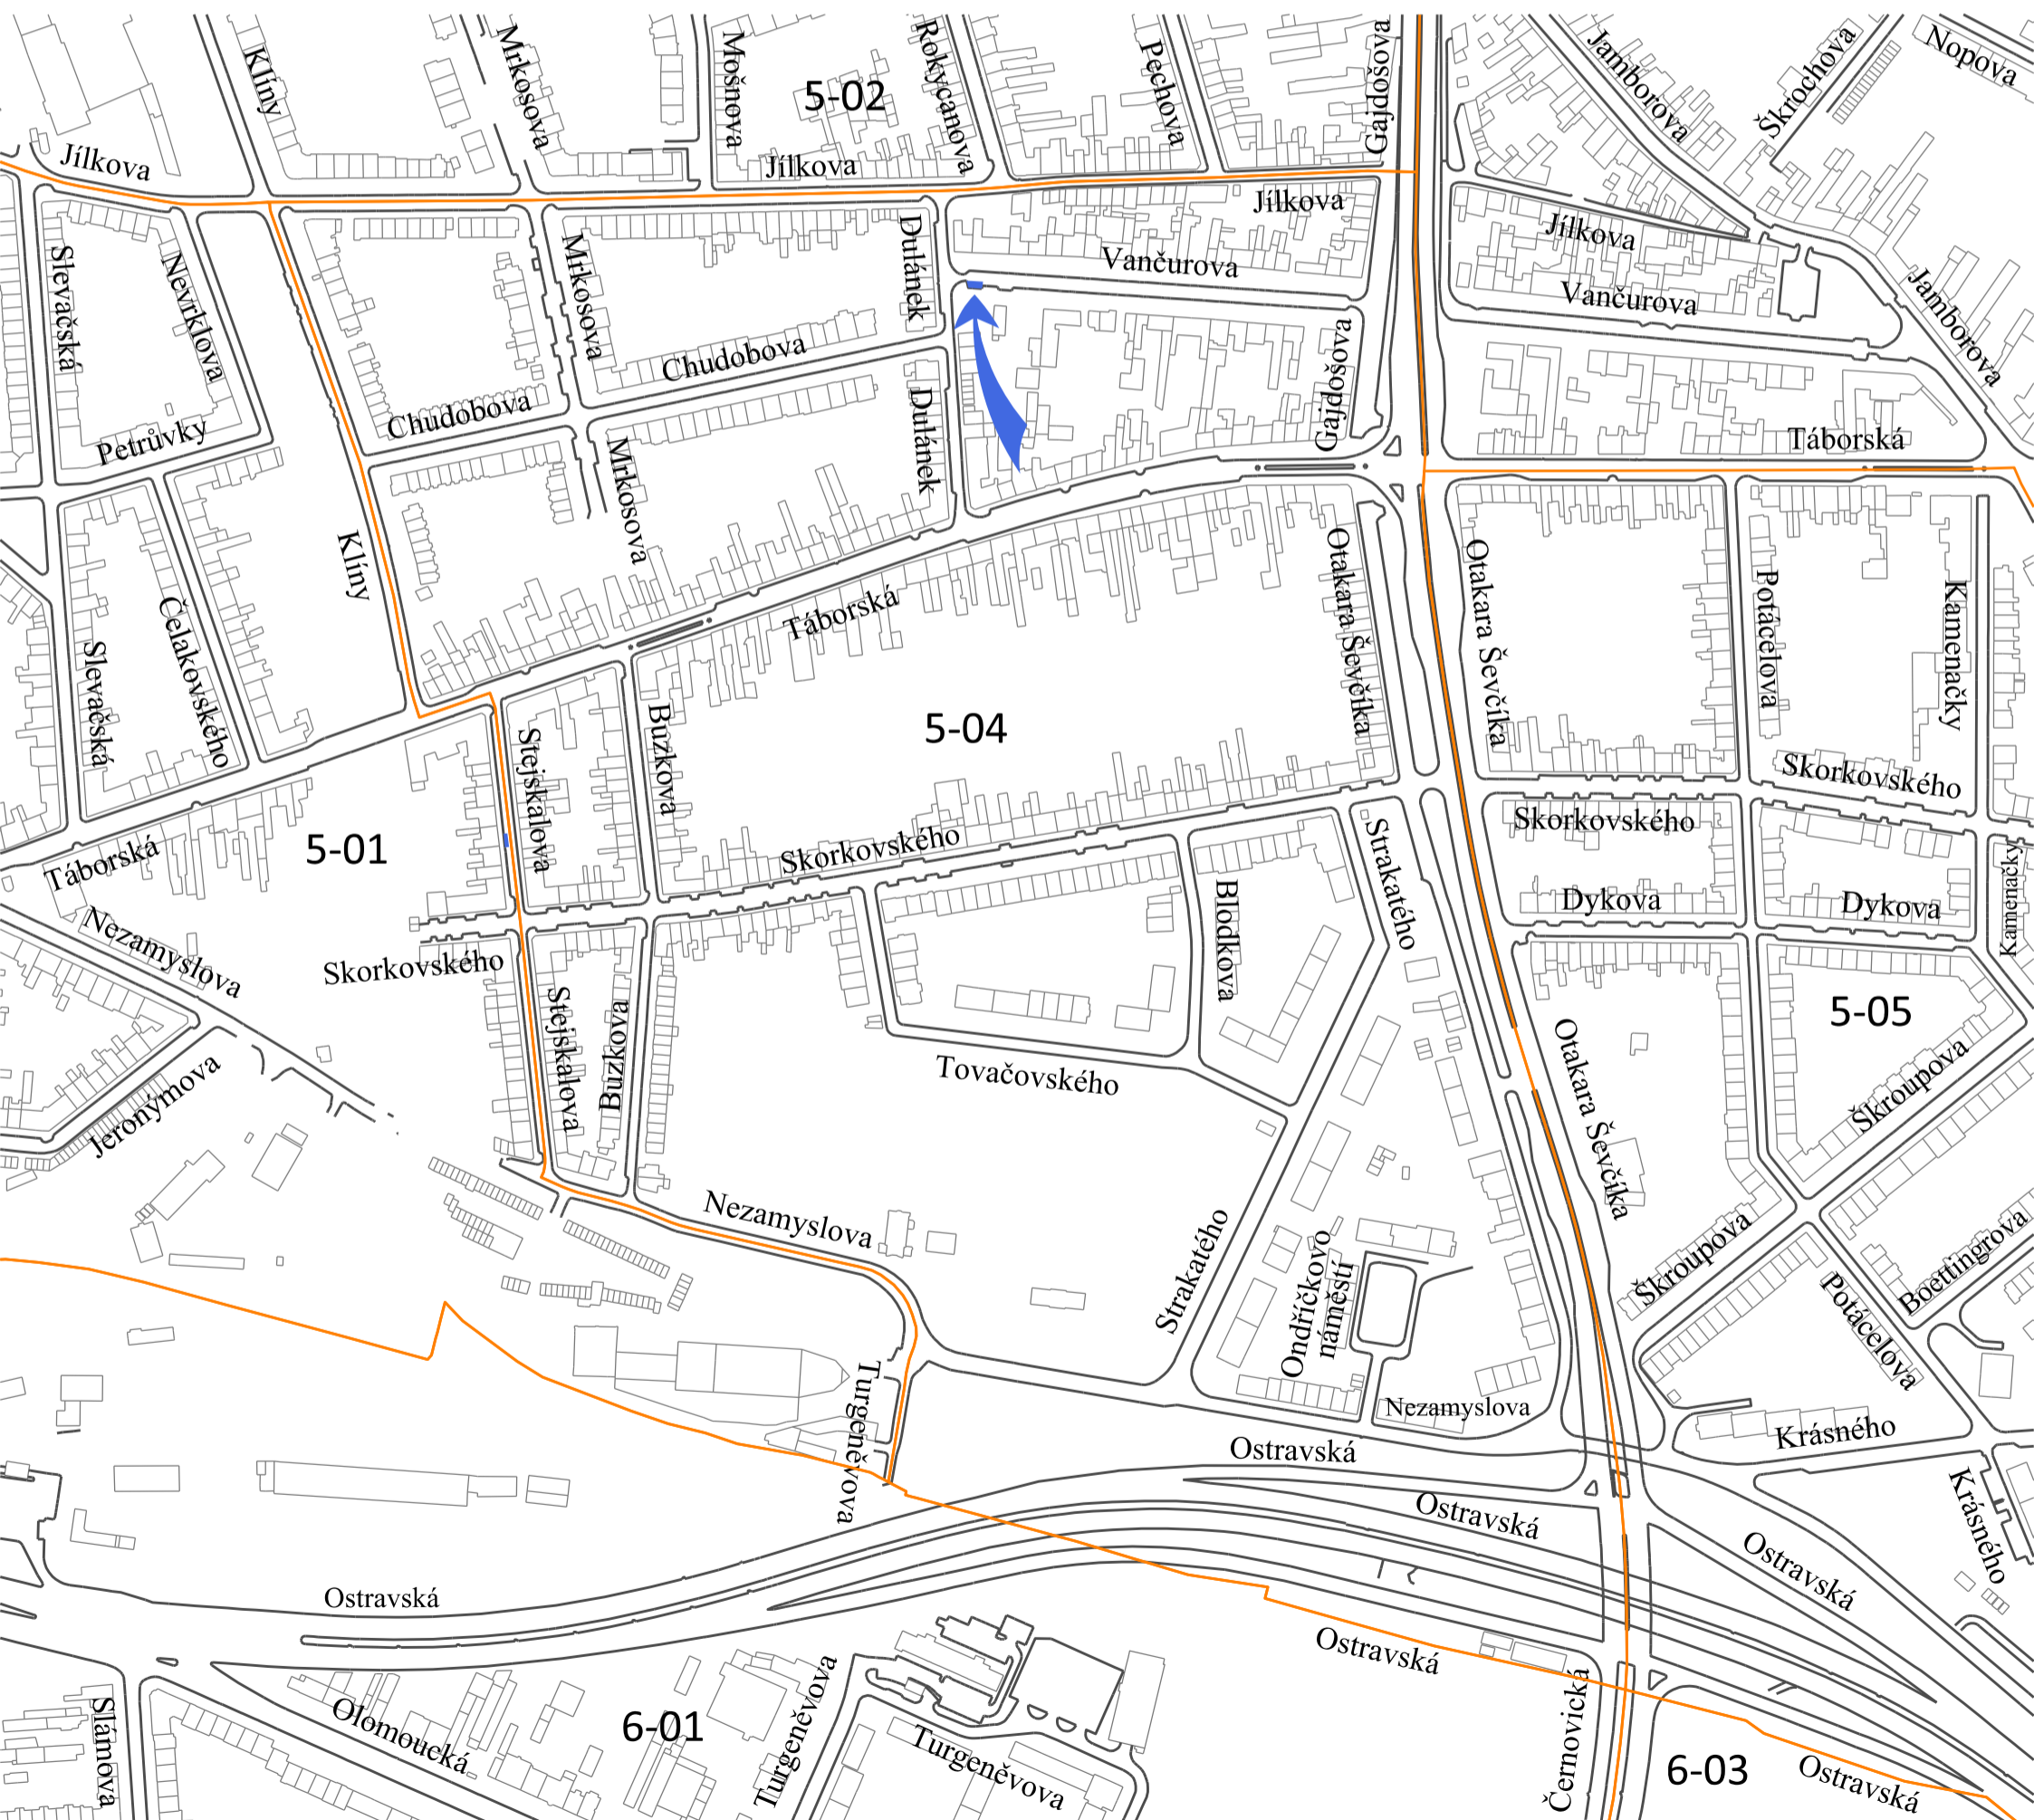 Klíny
Mrkosova
Mošnova
5-02
Rokycanova
Pechova
Gajdošova
Jamborova
Škrochova
Nopova
Jílkova
Jílkova
Jílkova
Jílkova
Slevačská
Nevrklova
Mrkosova
Dulánek
Vančurova
Vančurova
Jamborova
Chudobova
Chudobova
Petrůvky
Gajdošova
Dulánek
Táborská
Mrkosova
Klíny
Otakara Ševčíka
Otakara Ševčíka
Potácelova
Kamenačky
Táborská
Čelakovského
Slevačská
5-04
Buzkova
Stejskalova
Skorkovského
Skorkovského
Skorkovského
5-01
Táborská
Strakatého
Blodkova
Dykova
Dykova
Kamenačky
Nezamyslova
Skorkovského
Stejskalova
Buzkova
5-05
Otakara Ševčíka
Tovačovského
Jeronýmova
Škroupova
Nezamyslova
Strakatého
Ondříčkovo
náměstí
Škroupova
Boettingrova
Potácelova
Turgeněvova
Nezamyslova
Krásného
Ostravská
Ostravská
Krásného
Ostravská
Ostravská
Ostravská
Turgeněvova
Slámova
Olomoucká
6-01
Turgeněvova
Černovická
6-03
Ostravská